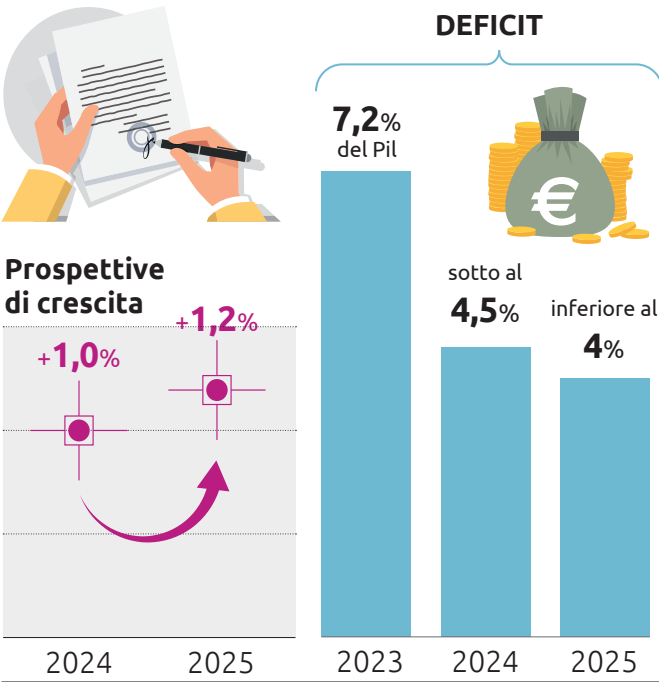 Prospettive
di crescita
+1,0%
+1,2%
2024
2025
DEFICIT
7,2%
del Pil
sotto al
4,5%
inferiore al
4%
€
2023
2024
2025